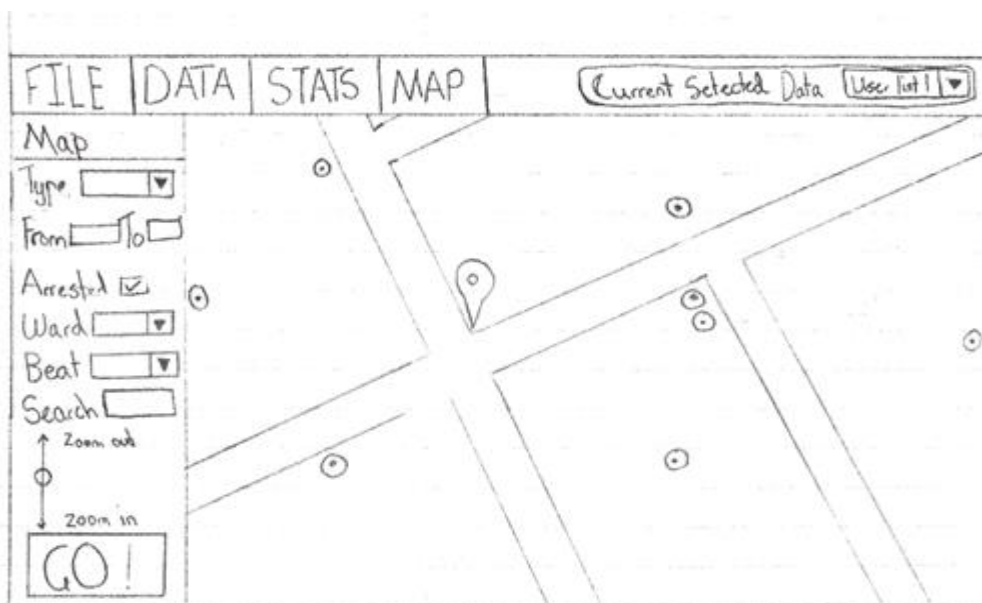 FILE DATA STATS MAP Current Selected Data User list 1
Map
Type
From To
Arrested
Ward
Beat
Search
Zoom out
Zoom in
GO!